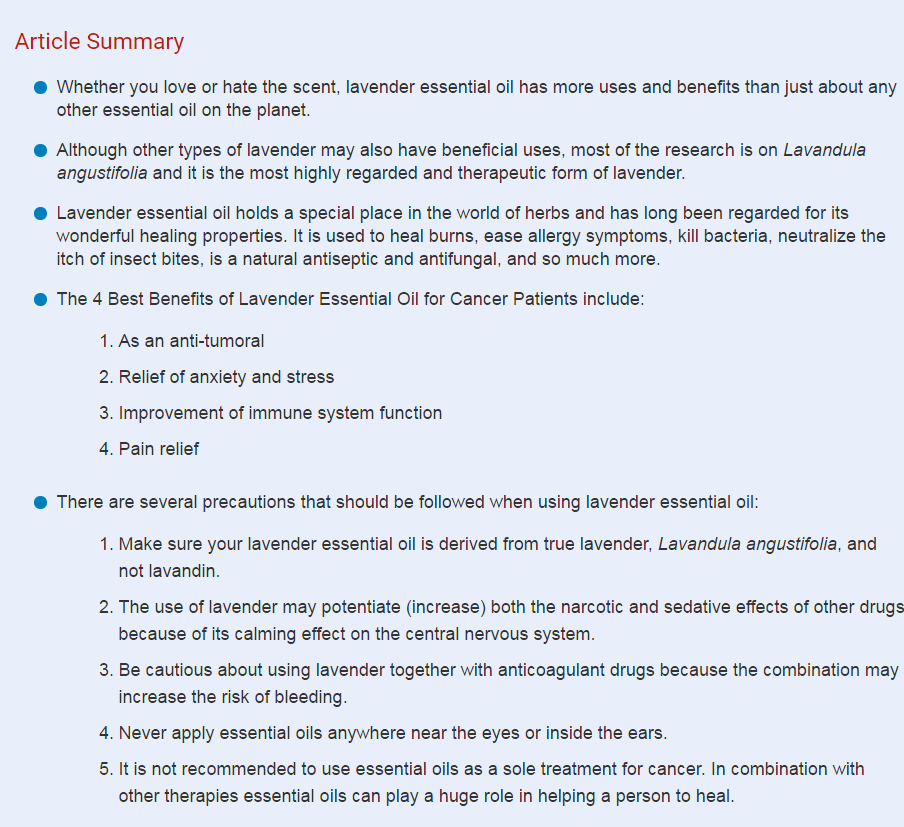 Article Summary
Whether you love or hate the scent, lavender essential oil has more uses and benefits than just about any
other essential oil on the planet.
Although other types of lavender may also have beneficial uses, most of the research is on Lavandula
angustifolia and it is the most highly regarded and therapeutic form of lavender.
Lavender essential oil holds a special place in the world of herbs and has long been regarded for its
wonderful healing properties. It is used to heal burns, ease allergy symptoms, kill bacteria, neutralize the
itch of insect bites, is a natural antiseptic and antifungal, and so much more.
The 4 Best Benefits of Lavender Essential Oil for Cancer Patients include:
1. As an anti-tumoral
2. Relief of anxiety and stress
3. Improvement of immune system function
4. Pain relief
There are several precautions that should be followed when using lavender essential oil:
1. Make sure your lavender essential oil is derived from true lavender, Lavandula angustifolia, and
not lavandin.
2. The use of lavender may potentiate (increase) both the narcotic and sedative effects of other drugs
because of its calming effect on the central nervous system.
3. Be cautious about using lavender together with anticoagulant drugs because the combination may
increase the risk of bleeding.
4. Never apply essential oils anywhere near the eyes or inside the ears.
5. It is not recommended to use essential oils as a sole treatment for cancer. In combination with
other therapies essential oils can play a huge role in helping a person to heal.